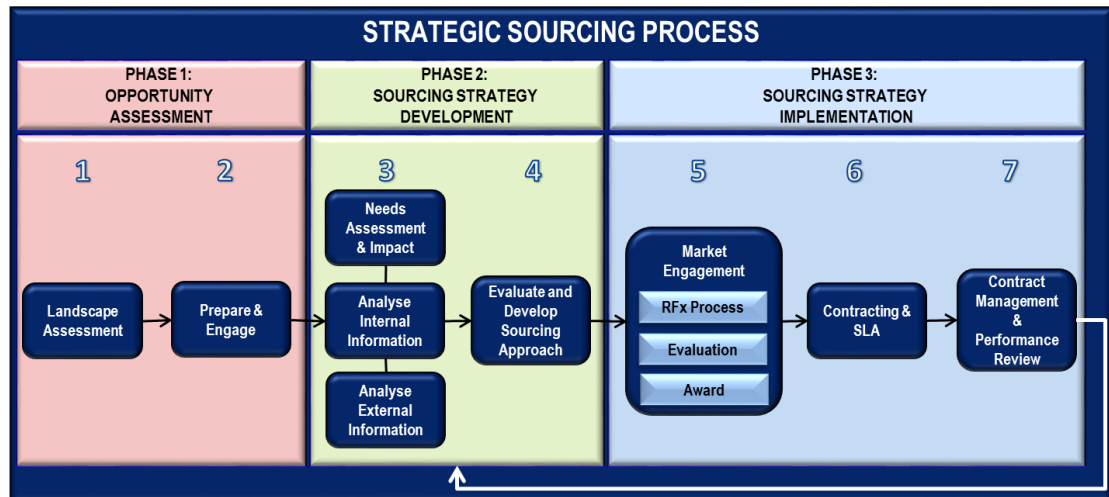 STRATEGIC SOURCING PROCESS
PHASE 1:
OPPORTUNITY
ASSESSMENT
PHASE 2:
SOURCING STRATEGY
DEVELOPMENT
PHASE 3:
SOURCING STRATEGY
IMPLEMENTATION
1
2
3
4
5
6
7
Landscape
Assessment
Prepare &
Engage
Needs
Assessment
& Impact
Analyse
Internal
Information
Analyse
External
Information
Evaluate and
Develop
Sourcing
Approach
Market
Engagement
RFx Process
Evaluation
Award
Contracting &
SLA
Contract
Management
&
Performance
Review